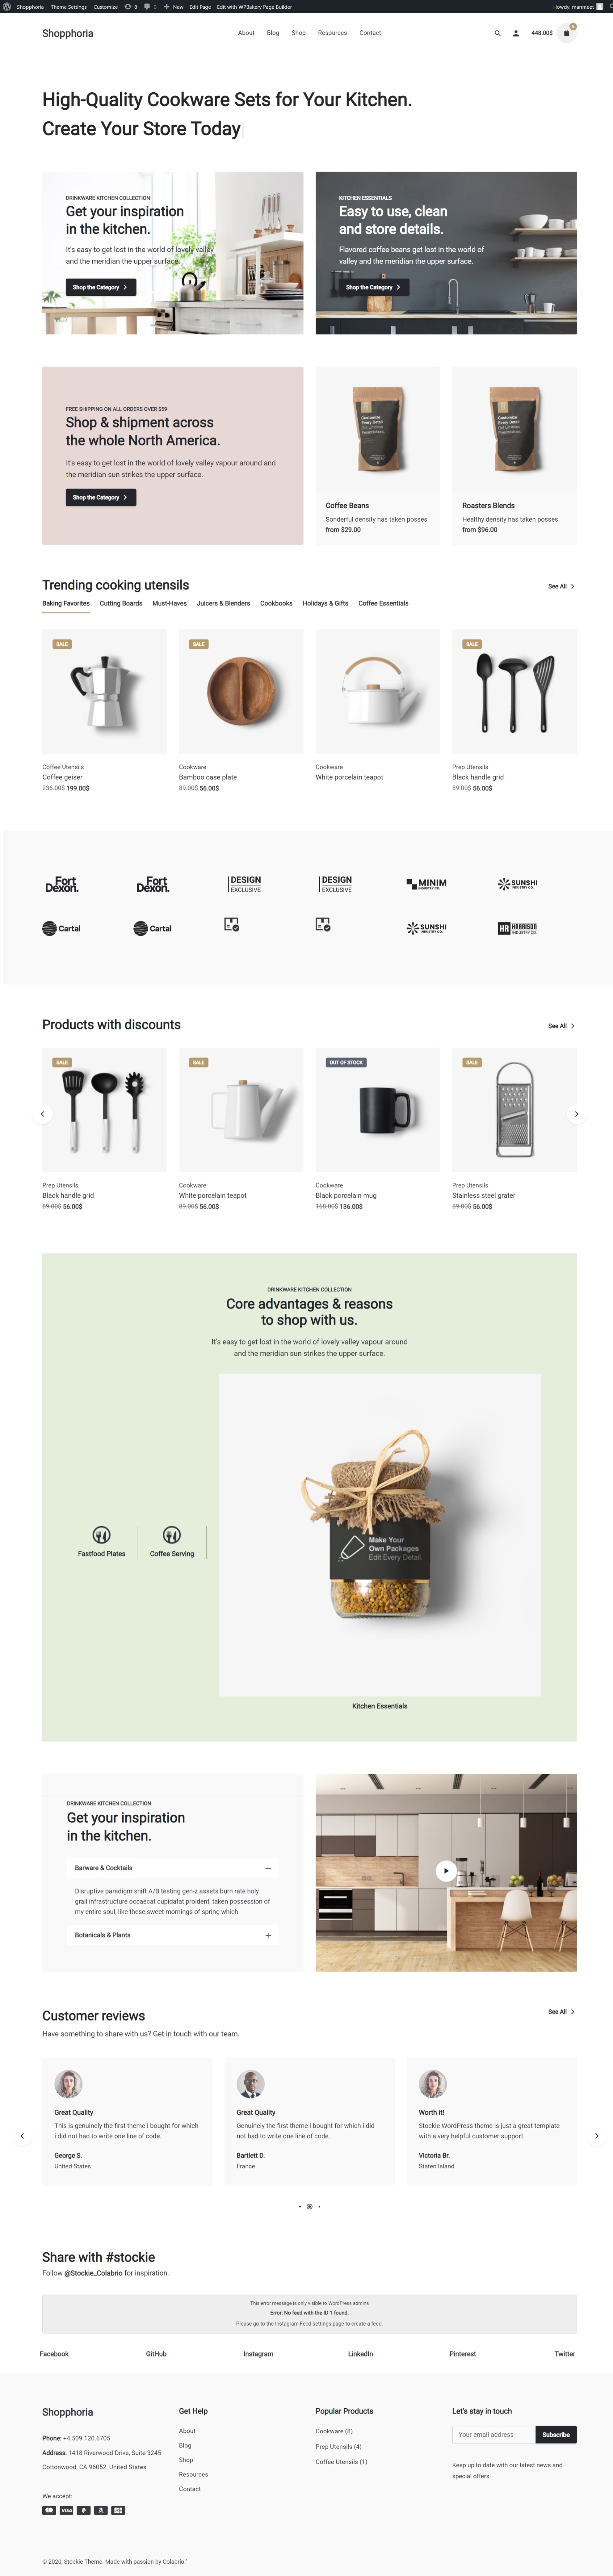 Shopphoria Theme Settings Customize 8 0 New Edit Page Edit with WPBakery Page Builder Howdy, manmeet
Shopphoria About Blog Shop Resources Contact 448.00$
High-Quality Cookware Sets for Your Kitchen.
Create Your Store Today
DRINKWARE KITCHEN COLLECTION
Get your inspiration
in the kitchen.
It's easy to get lost in the world of lovely valley
and the meridian upper surface.
Shop the Category
KITCHEN ESSENTIALS
Easy to use, clean
and store details.
Flavored coffee beans get lost in the world of
valley and the meridian upper surface.
Shop the Category
FREE SHIPPING ON ALL ORDERS OVER $59
Shop & shipment across
the whole North America.
It's easy to get lost in the world of lovely valley vapour around and
the meridian sun strikes the upper surface.
Shop the Category
Customize
Every Detail
Coffee Beans
Sonderful density has taken posses
from $29.00
Customize
Every Detail
Roasters Blends
Healthy density has taken posses
from $96.00
Trending cooking utensils
See All
Baking Favorites Cutting Boards Must-Haves Juicers & Blenders Cookbooks Holidays & Gifts Coffee Essentials
SALE
Coffee Utensils
Coffee geiser
236.00$ 199.00$
SALE
Cookware
Bamboo case plate
89.00$ 56.00$
Cookware
White porcelain teapot
SALE
Prep Utensils
Black handle grid
89.00$ 56.00$
Fort
Dexon.
Fort
Dexon.
DESIGN
EXCLUSIVE
DESIGN
EXCLUSIVE
MINIM
INDUSTRY CO.
SUNSHI
INDUSTRY CO.
Cartal
Cartal
SUNSHI
INDUSTRY CO.
HR HARRISON
INDUSTRY CO.
Products with discounts
See All
SALE
Prep Utensils
Black handle grid
89.00$ 56.00$
SALE
Cookware
White porcelain teapot
89.00$ 56.00$
OUT OF STOCK
Cookware
Black porcelain mug
168.00$ 136.00$
SALE
Prep Utensils
Stainless steel grater
89.00$ 56.00$
DRINKWARE KITCHEN COLLECTION
Core advantages & reasons
to shop with us.
It's easy to get lost in the world of lovely valley vapour around
and the meridian sun strikes the upper surface.
Fastfood Plates
Coffee Serving
Make Your
Own Packages
Edit Every Detail
Kitchen Essentials
DRINKWARE KITCHEN COLLECTION
Get your inspiration
in the kitchen.
Barware & Cocktails
Disruptive paradigm shift A/B testing gen-z assets burn rate holy
grail infrastructure occaecat cupidatat proident, taken possession of
my entire soul, like these sweet mornings of spring which.
Botanicals & Plants
Customer reviews
See All
Have something to share with us? Get in touch with our team.
Great Quality
This is genuinely the first theme i bought for which
i did not had to write one line of code.
George S.
United States
Great Quality
Genuinely the first theme i bought for which i did
not had to write one line of code.
Bartlett D.
France
Worth it!
Stockie WordPress theme is just a great template
with a very helpful customer support.
Victoria Br.
Staten Island
Share with #stockie
Follow @Stockie_Colabrio for inspiration.
This error message is only visible to WordPress admins
Error: No feed with the ID 1 found.
Please go to the Instagram Feed settings page to create a feed.
Facebook GitHub Instagram LinkedIn Pinterest Twitter
Shopphoria
Phone: +4.509.120.6705
Address: 1418 Riverwood Drive, Suite 3245
Cottonwood, CA 96052, United States
We accept:
VISA
Get Help
About
Blog
Shop
Resources
Contact
Popular Products
Cookware (8)
Prep Utensils (4)
Coffee Utensils (1)
Let's stay in touch
Your email address Subscribe
Keep up to date with our latest news and
special offers.
© 2020, Stockie Theme. Made with passion by Colabrio."